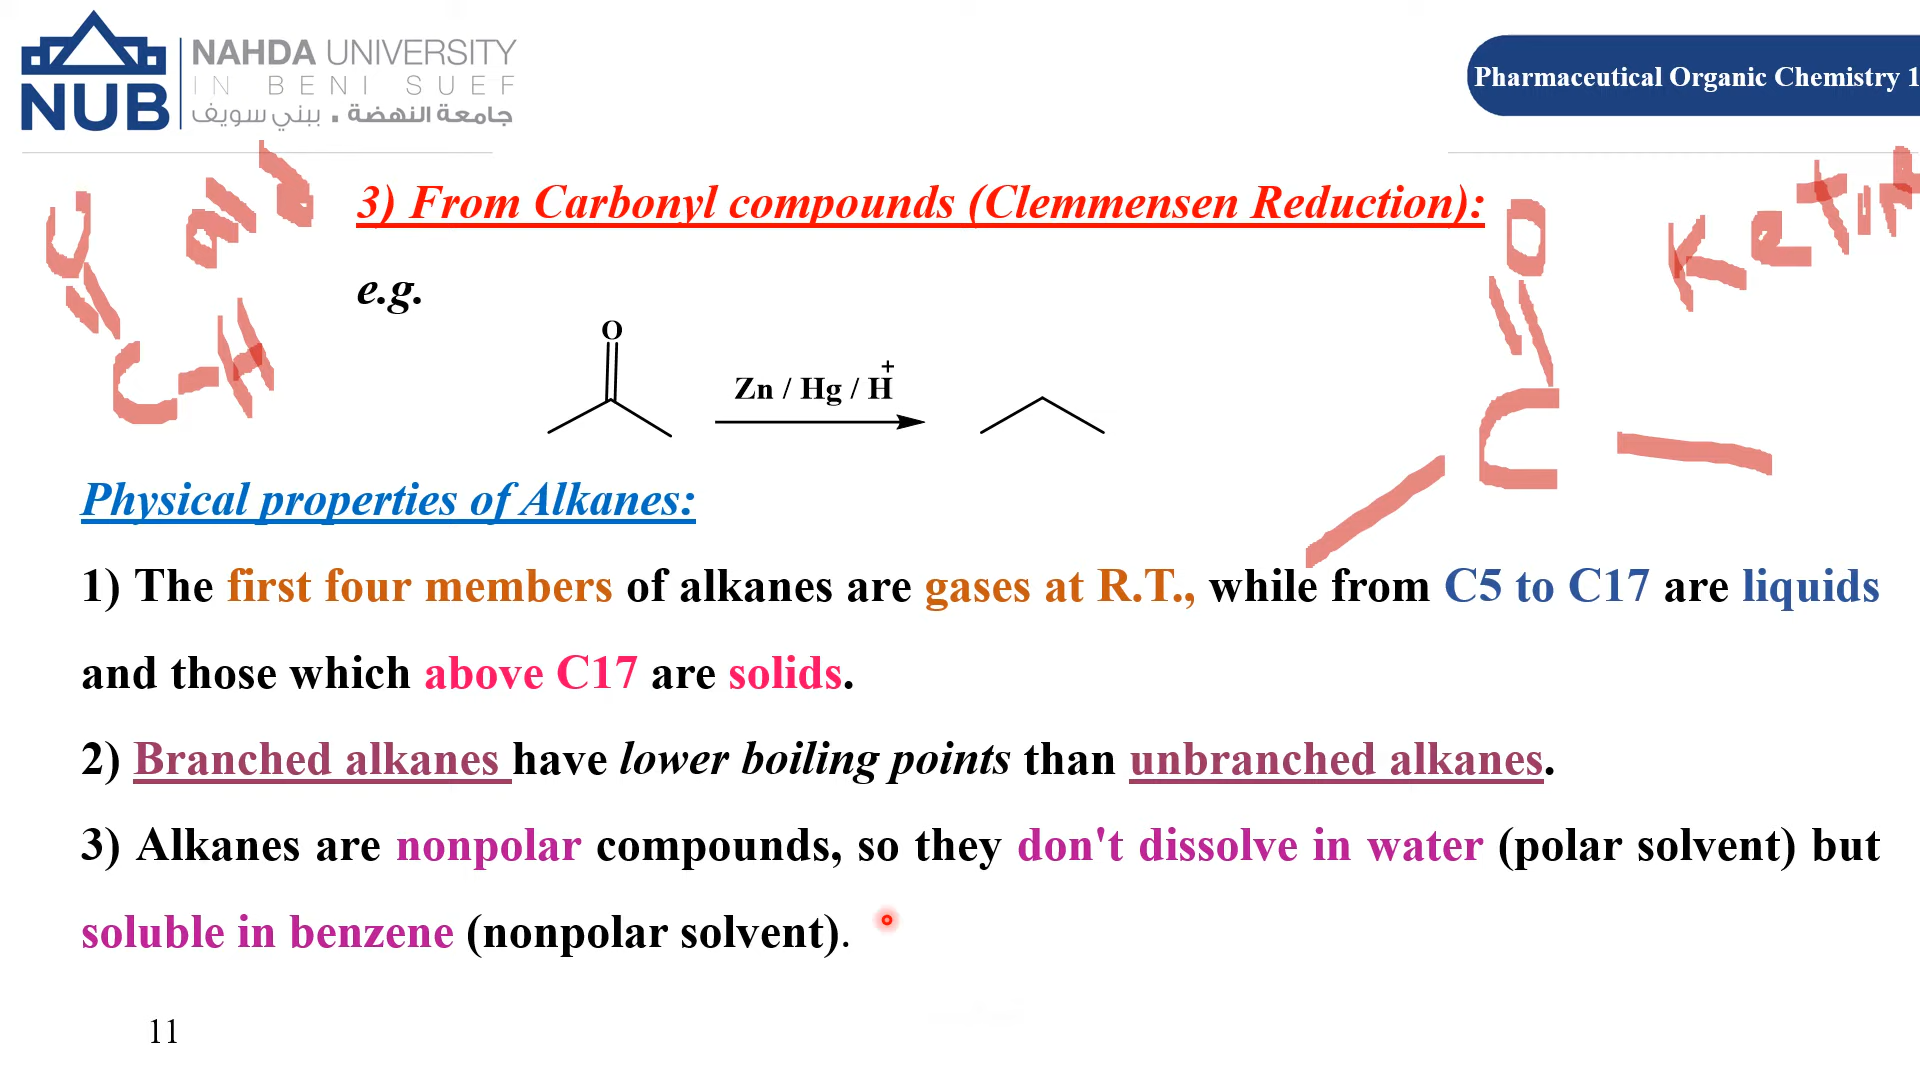 NAHDA UNIVERSITY
IN BENI SUEF
NUB
جامعة النهضة . ببني سويف
Pharmaceutical Organic Chemistry 1
ald
Ketone
3) From Carbonyl compounds (Clemmensen Reduction):
O
C-H
O
C
e.g.
O
Zn / Hg / H+
Physical properties of Alkanes:
1) The first four members of alkanes are gases at R.T., while from C5 to C17 are liquids
and those which above C17 are solids.
2) Branched alkanes have lower boiling points than unbranched alkanes.
3) Alkanes are nonpolar compounds, so they don't dissolve in water (polar solvent) but
soluble in benzene (nonpolar solvent).
11